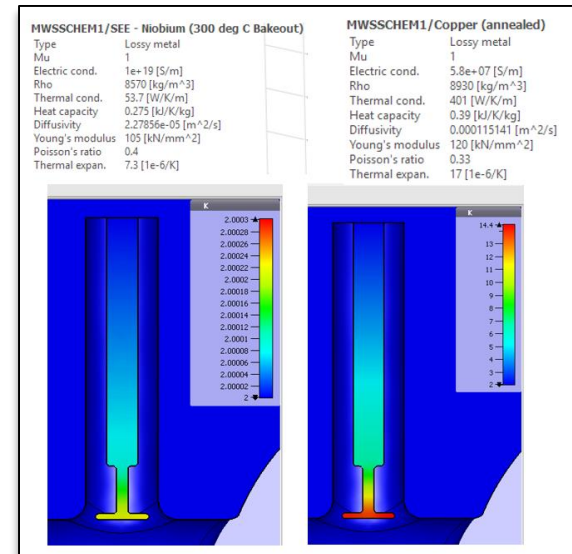 MWSSCHEM1/SEE - Niobium (300 deg C Bakeout)
Type Lossy metal
Mu 1
Electric cond. 1e+19 [S/m]
Rho 8570 [kg/m^3]
Thermal cond. 53.7 [W/K/m]
Heat capacity 0.275 [kJ/K/kg]
Diffusivity 2.27856e-05 [m^2/s]
Young's modulus 105 [kN/mm^2]
Poisson's ratio 0.4
Thermal expan. 7.3 [1e-6/K]
MWSSCHEM1/Copper (annealed)
Type Lossy metal
Mu 1
Electric cond. 5.8e+07 [S/m]
Rho 8930 [kg/m^3]
Thermal cond. 401 [W/K/m]
Heat capacity 0.39 [kJ/K/kg]
Diffusivity 0.000115141 [m^2/s]
Young's modulus 120 [kN/mm^2]
Poisson's ratio 0.33
Thermal expan. 17 [1e-6/K]
K
2.0003
2.00028
2.00026
2.00024
2.00022
2.0002
2.00018
2.00016
2.00014
2.00012
2.0001
2.00008
2.00006
2.00004
2.00002
2
K
14.4
13
12
11
10
9
8
7
6
5
4
3
2